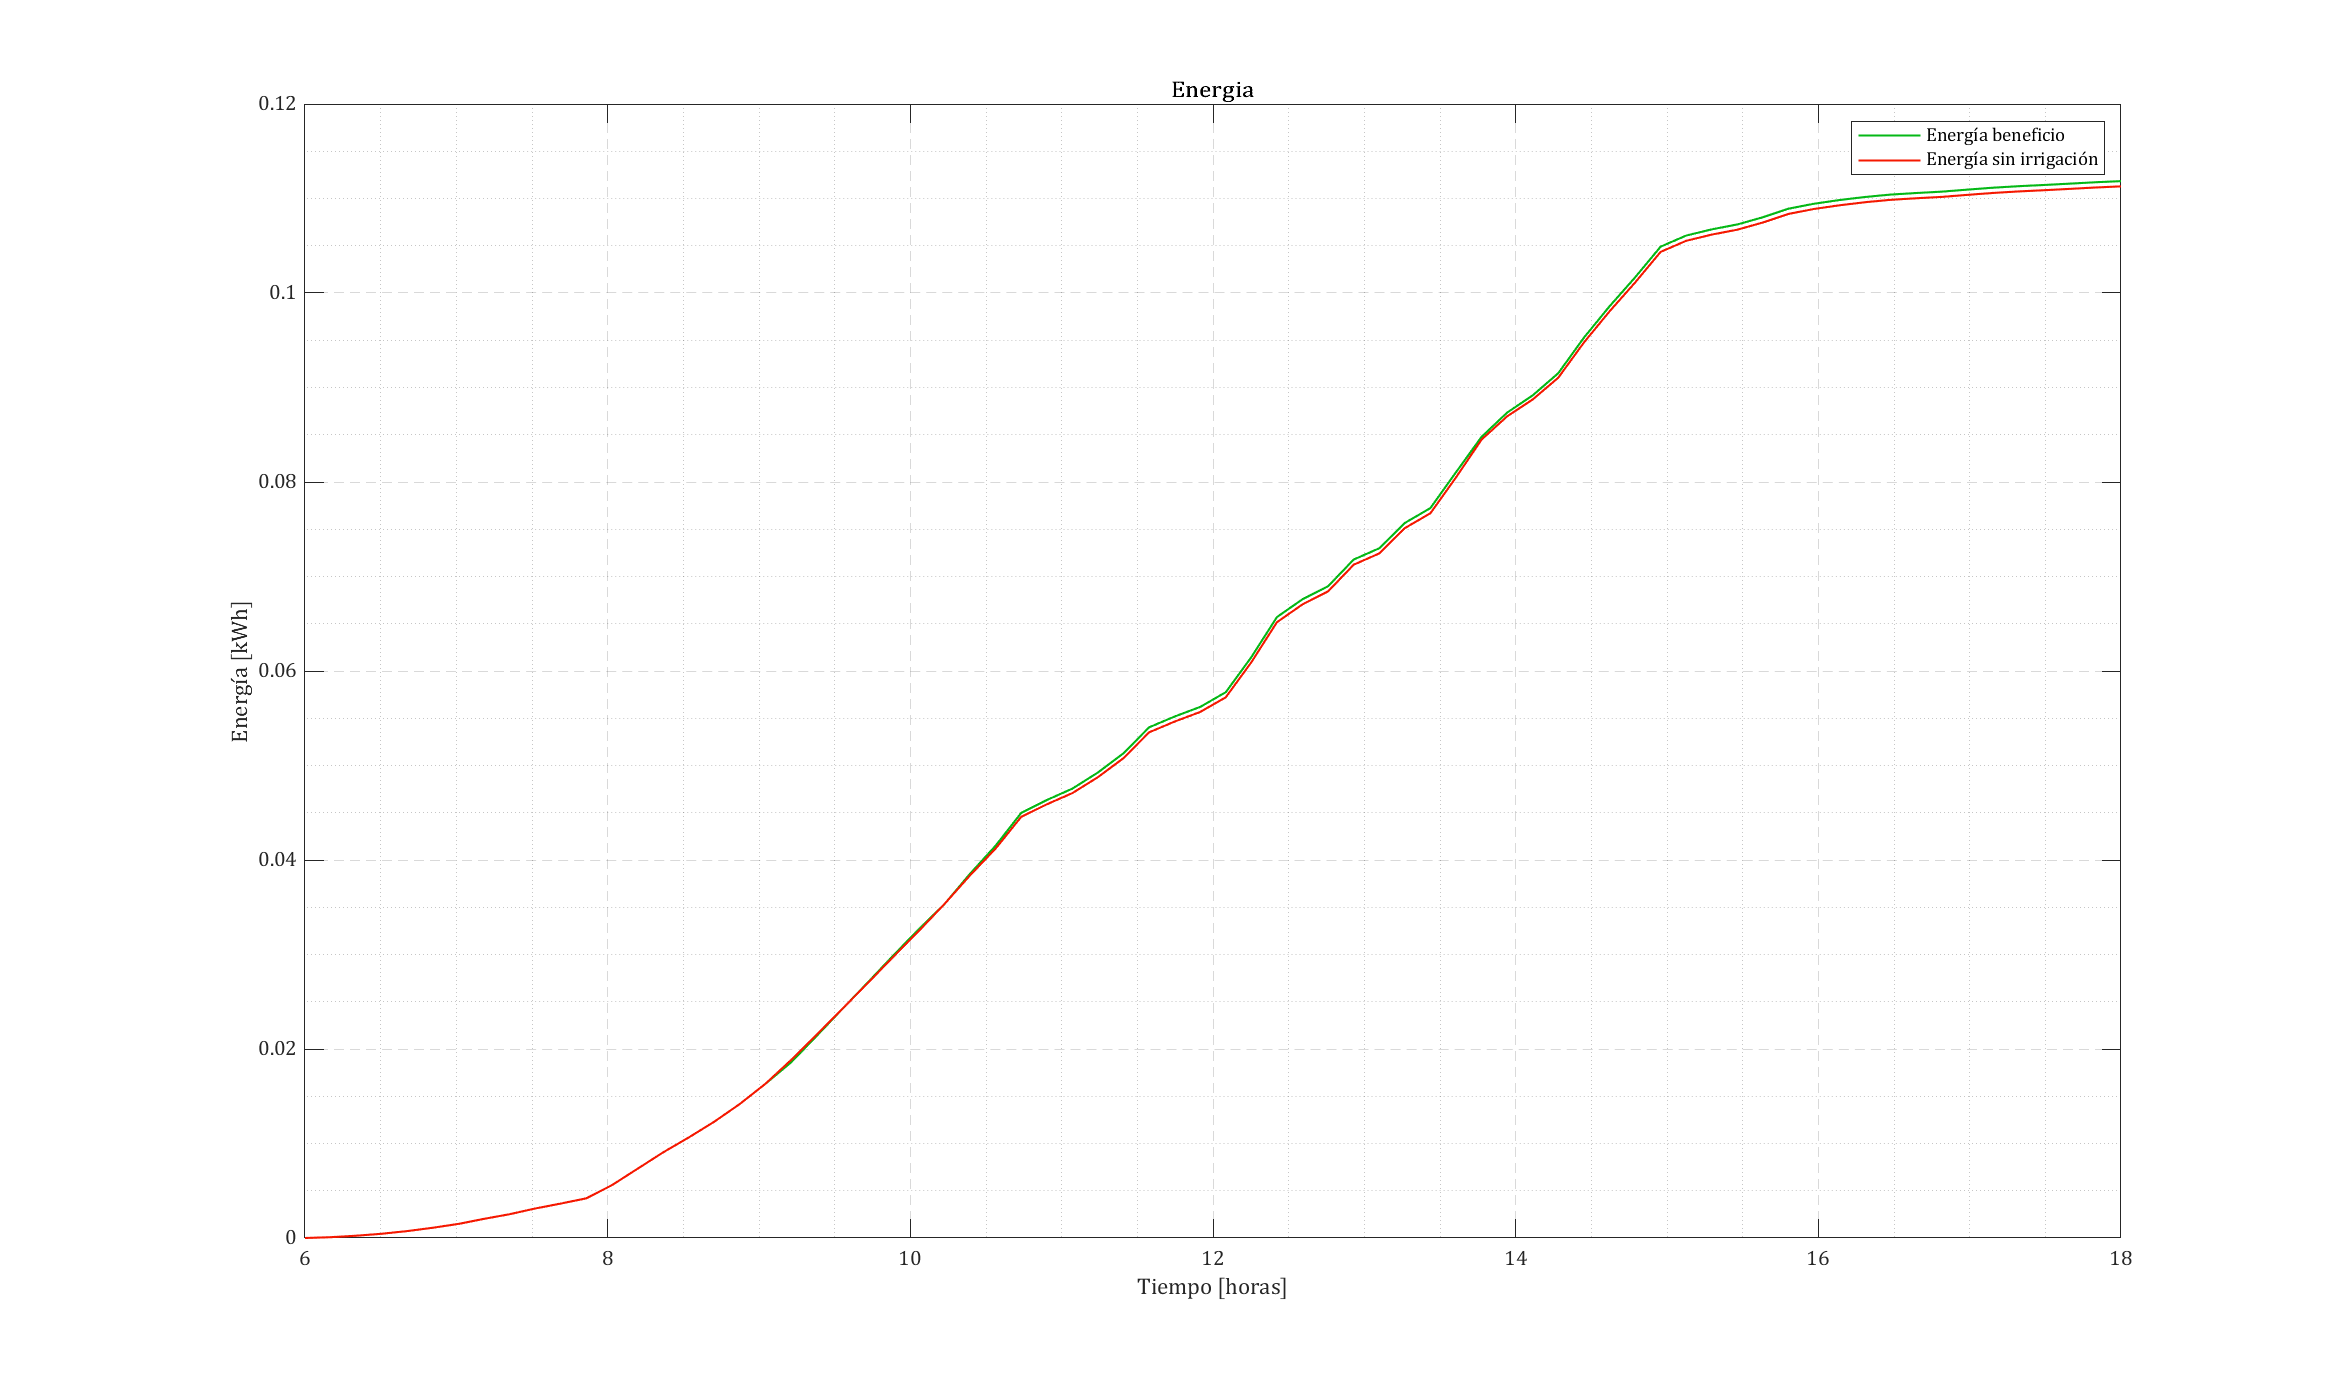 Energia
Energía beneficio
Energía sin irrigación
0.12
0.1
0.08
0.06
0.04
0.02
0
Energía [kWh]
6 8 10 12 14 16 18
Tiempo [horas]